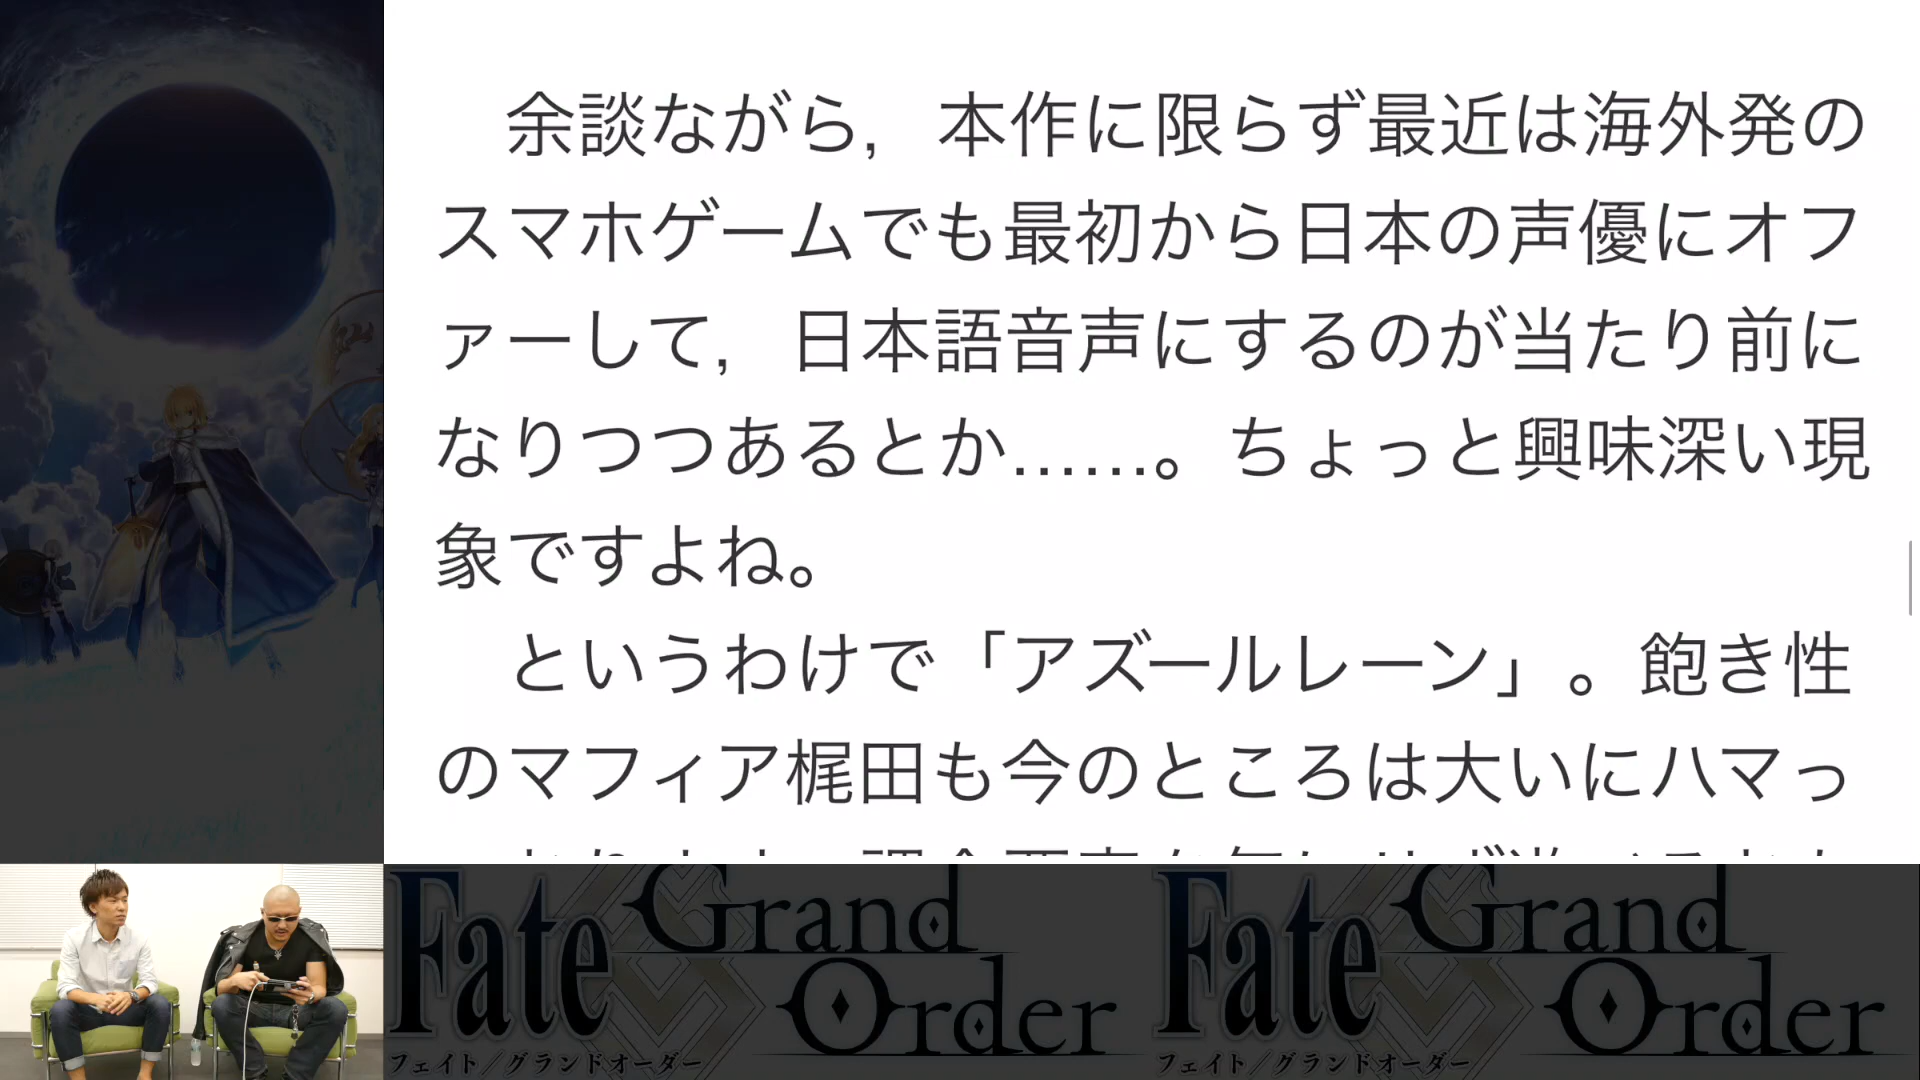 余談ながら，本作に限らず最近は海外発の
スマホゲームでも最初から日本の声優にオフ
ァーして，日本語音声にするのが当たり前に
なりつつあるとか……。ちょっと興味深い現
象ですよね。
というわけで「アズールレーン」。飽き性
のマフィア梶田も今のところは大いにハマっ
Fate Grand Order
フェイト／グランドオーダー
Fate Grand Order
フェイト／グランドオーダー